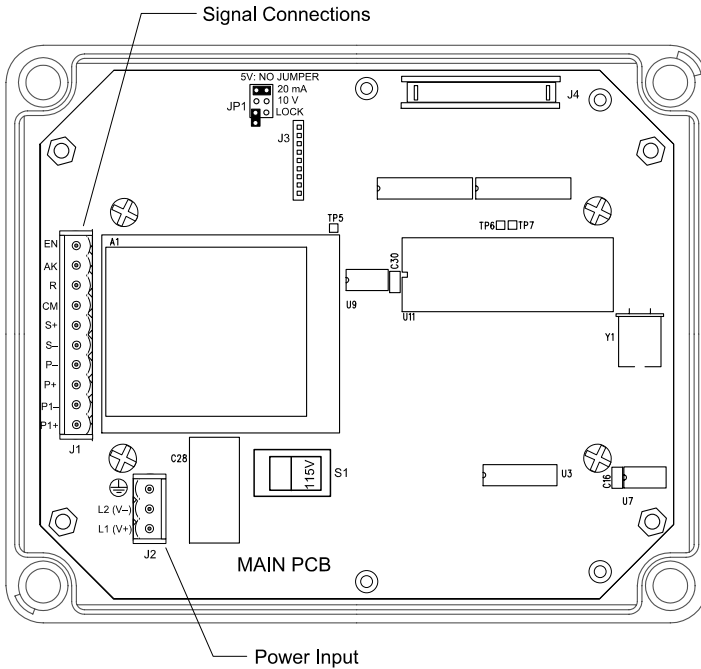 Signal Connections
5V: NO JUMPER
20 mA
10 V
JP1
LOCK
J4
J3
TP5
TP6 TP7
EN
A1
AK
R
C30
CM
U9
U11
S+
Y1
S–
P–
P+
P1–
P1+
J1
C28
115V
S1
U3
C16
U7
L2 (V–)
L1 (V+)
J2
MAIN PCB
Power Input